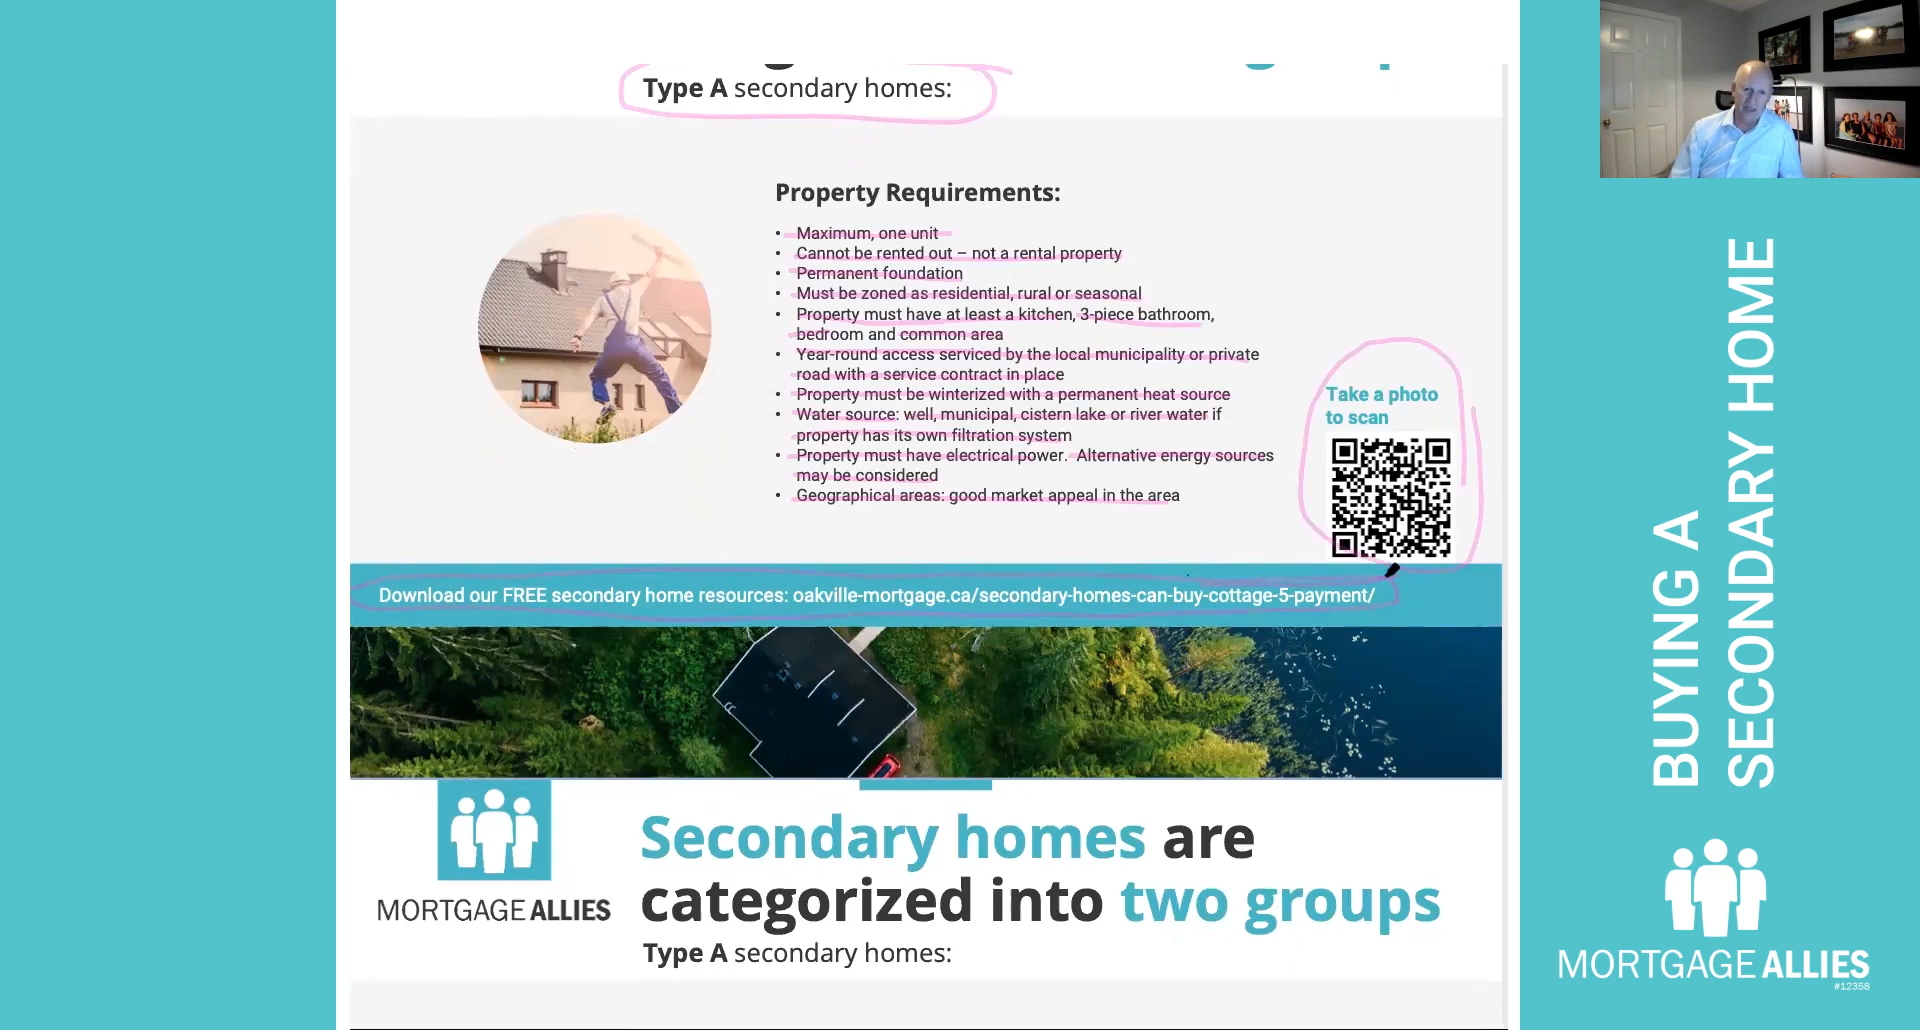 Type A secondary homes:
Property Requirements:
• Maximum, one unit
• Cannot be rented out – not a rental property
• Permanent foundation
• Must be zoned as residential, rural or seasonal
• Property must have at least a kitchen, 3-piece bathroom,
bedroom and common area
• Year-round access serviced by the local municipality or private
road with a service contract in place
• Property must be winterized with a permanent heat source
• Water source: well, municipal, cistern lake or river water if
property has its own filtration system
• Property must have electrical power.  Alternative energy sources
may be considered
• Geographical areas: good market appeal in the area
Take a photo
to scan
Download our FREE secondary home resources: oakville-mortgage.ca/secondary-homes-can-buy-cottage-5-payment/
MORTGAGE ALLIES
Secondary homes are
categorized into two groups
Type A secondary homes:
BUYING A
SECONDARY HOME
MORTGAGE ALLIES
#12358